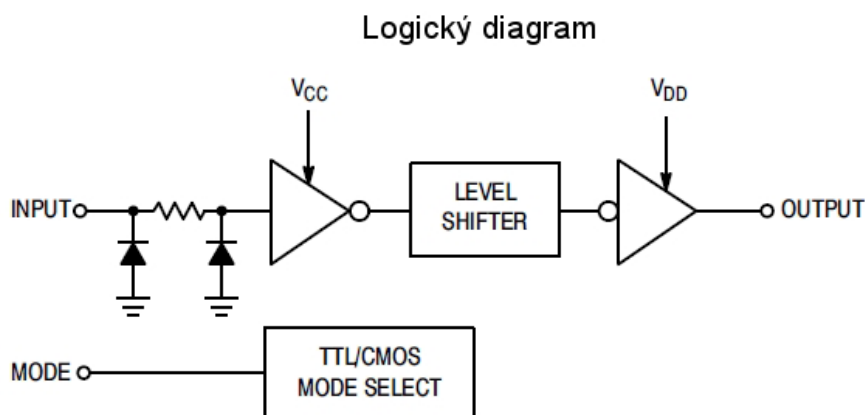 Logický diagram
VCC
VDD
INPUT
LEVEL
SHIFTER
OUTPUT
MODE
TTL/CMOS
MODE SELECT